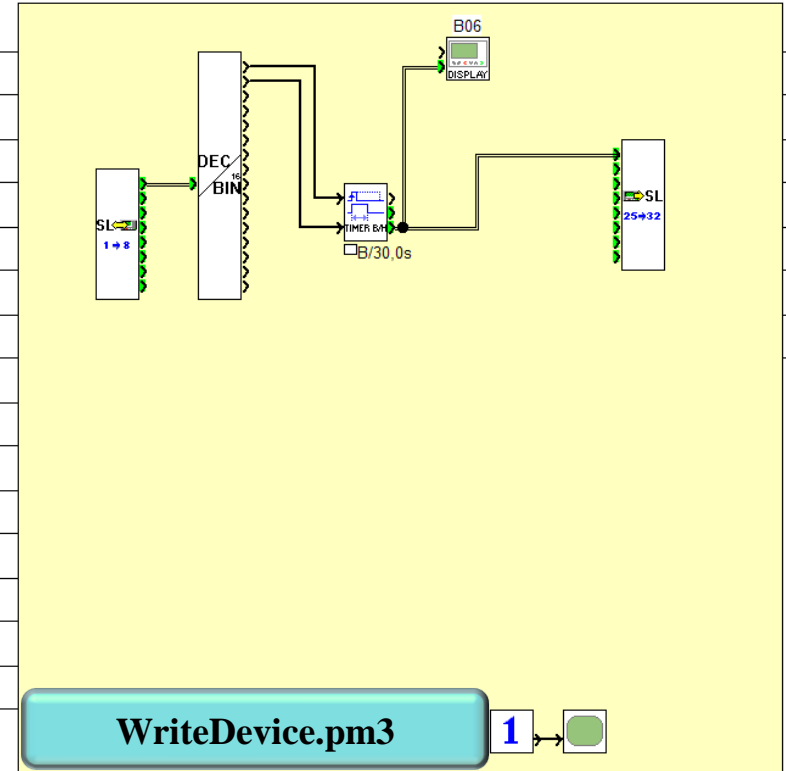 B06
DISPLAY
DEC
16
BIN
SL
1→8
TIMER B/H
B/30,0s
SL
25→32
WriteDevice.pm3
1